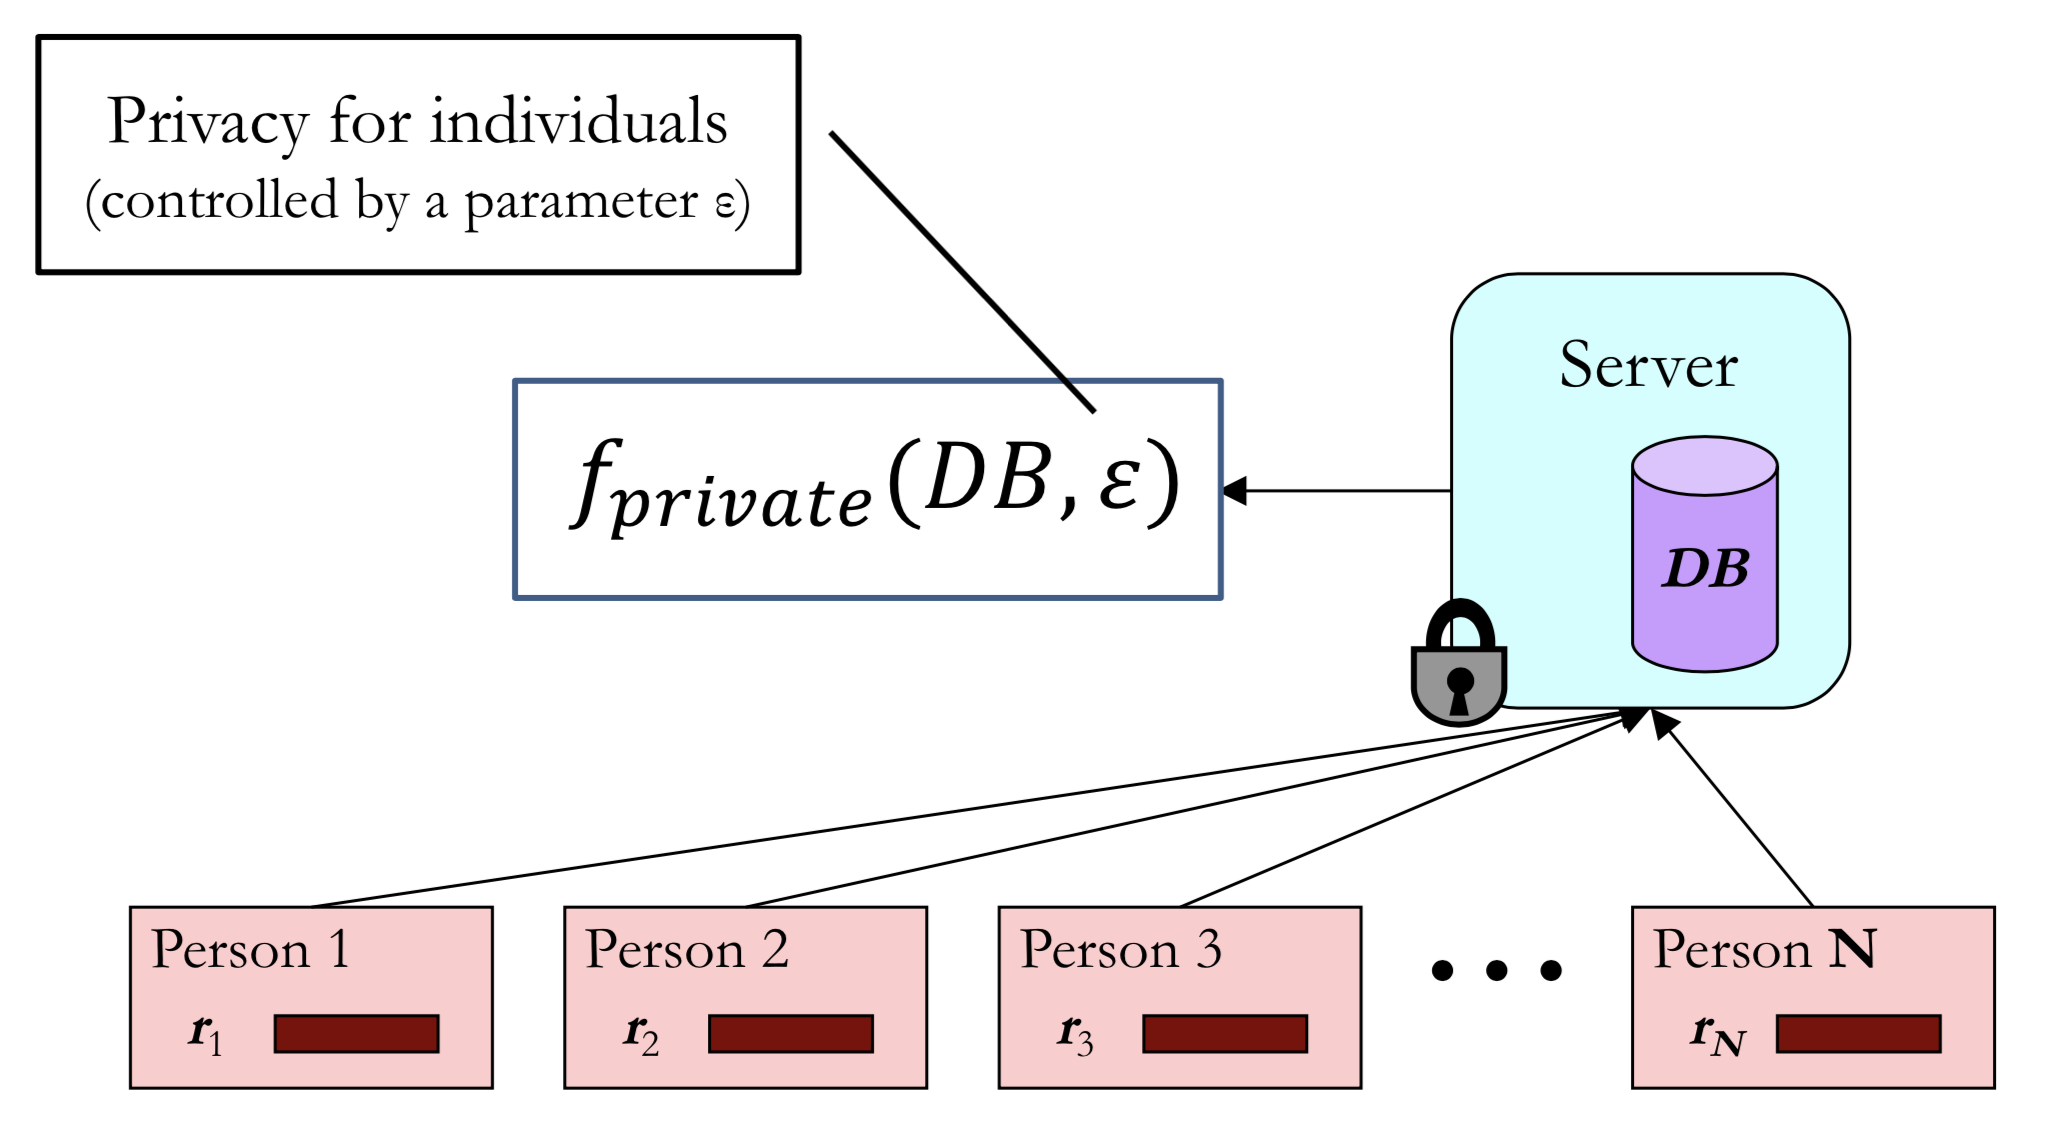 Privacy for individuals
(controlled by a parameter ε)
Server
f_private(DB, ε)
DB
Person 1
Person 2
Person 3
• • •
Person N
r₁
r₂
r₃
r_N